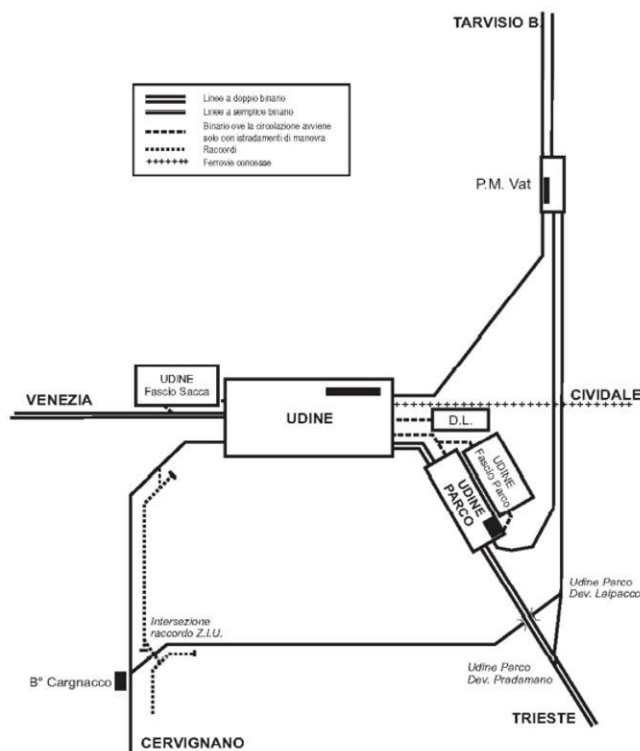 TARVISIO B.
Linee a doppio binario
Linee a semplice binario
Binario ove la circolazione avviene
solo con istradamenti di manovra
Raccordi
Ferrovie concesse
P.M. Vat
UDINE
Fascio Sacca
VENEZIA
UDINE
CIVIDALE
D.L.
UDINE
Fascio Parco
UDINE
PARCO
Udine Parco
Dev. Laipacco
Intersezione
raccordo Z.I.U.
Udine Parco
Dev. Pradamano
B° Cargnacco
TRIESTE
CERVIGNANO